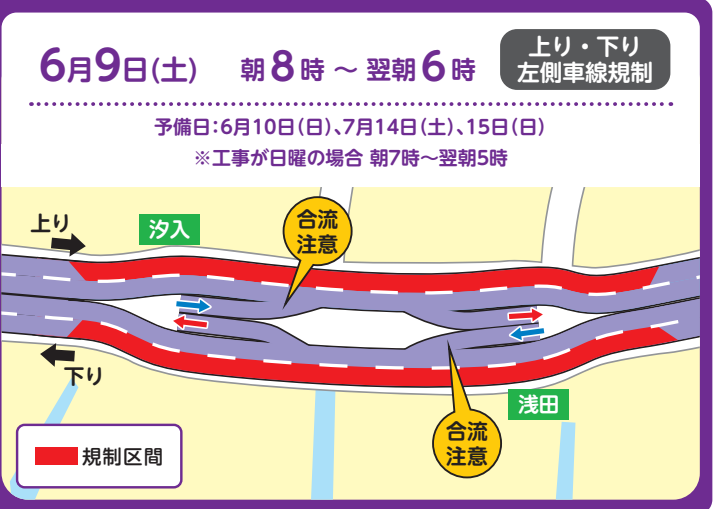 6月9日(土) 朝8時～翌朝6時
上り・下り
左側車線規制
予備日:6月10日(日)、7月14日(土)、15日(日)
※工事が日曜の場合 朝7時～翌朝5時
上り
汐入
合流
注意
下り
浅田
合流
注意
規制区間